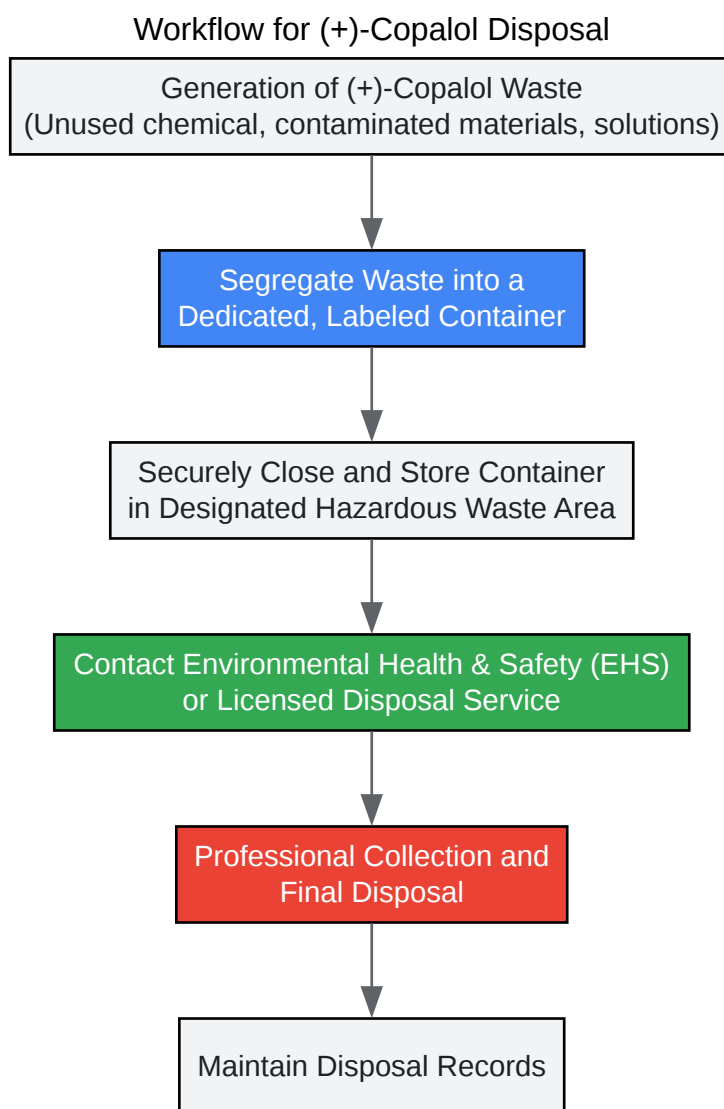 Workflow for (+)-Copalol Disposal
Generation of (+)-Copalol Waste
(Unused chemical, contaminated materials, solutions)
Segregate Waste into a
Dedicated, Labeled Container
Securely Close and Store Container
in Designated Hazardous Waste Area
Contact Environmental Health & Safety (EHS)
or Licensed Disposal Service
Professional Collection and
Final Disposal
Maintain Disposal Records